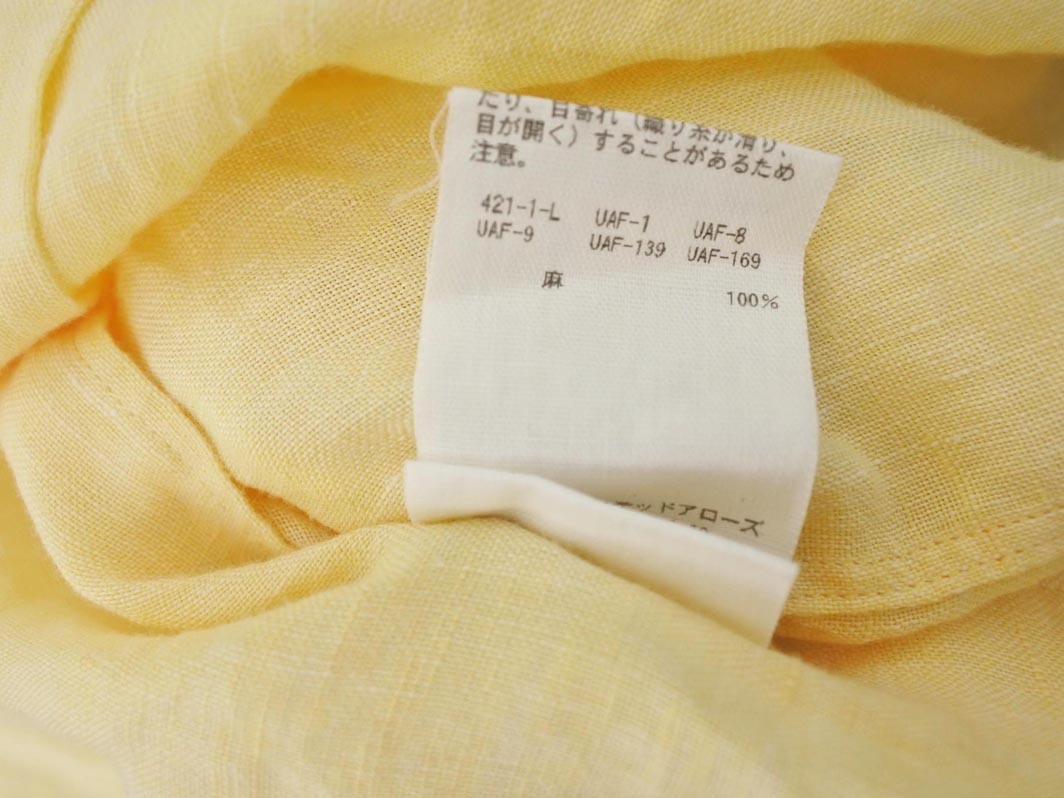 たり、目寄れ（織り糸が滑り、
目が開く）することがあるため
注意。
421-1-L UAF-1 UAF-8
UAF-9 UAF-139 UAF-169
麻 100%
ッドアローズ